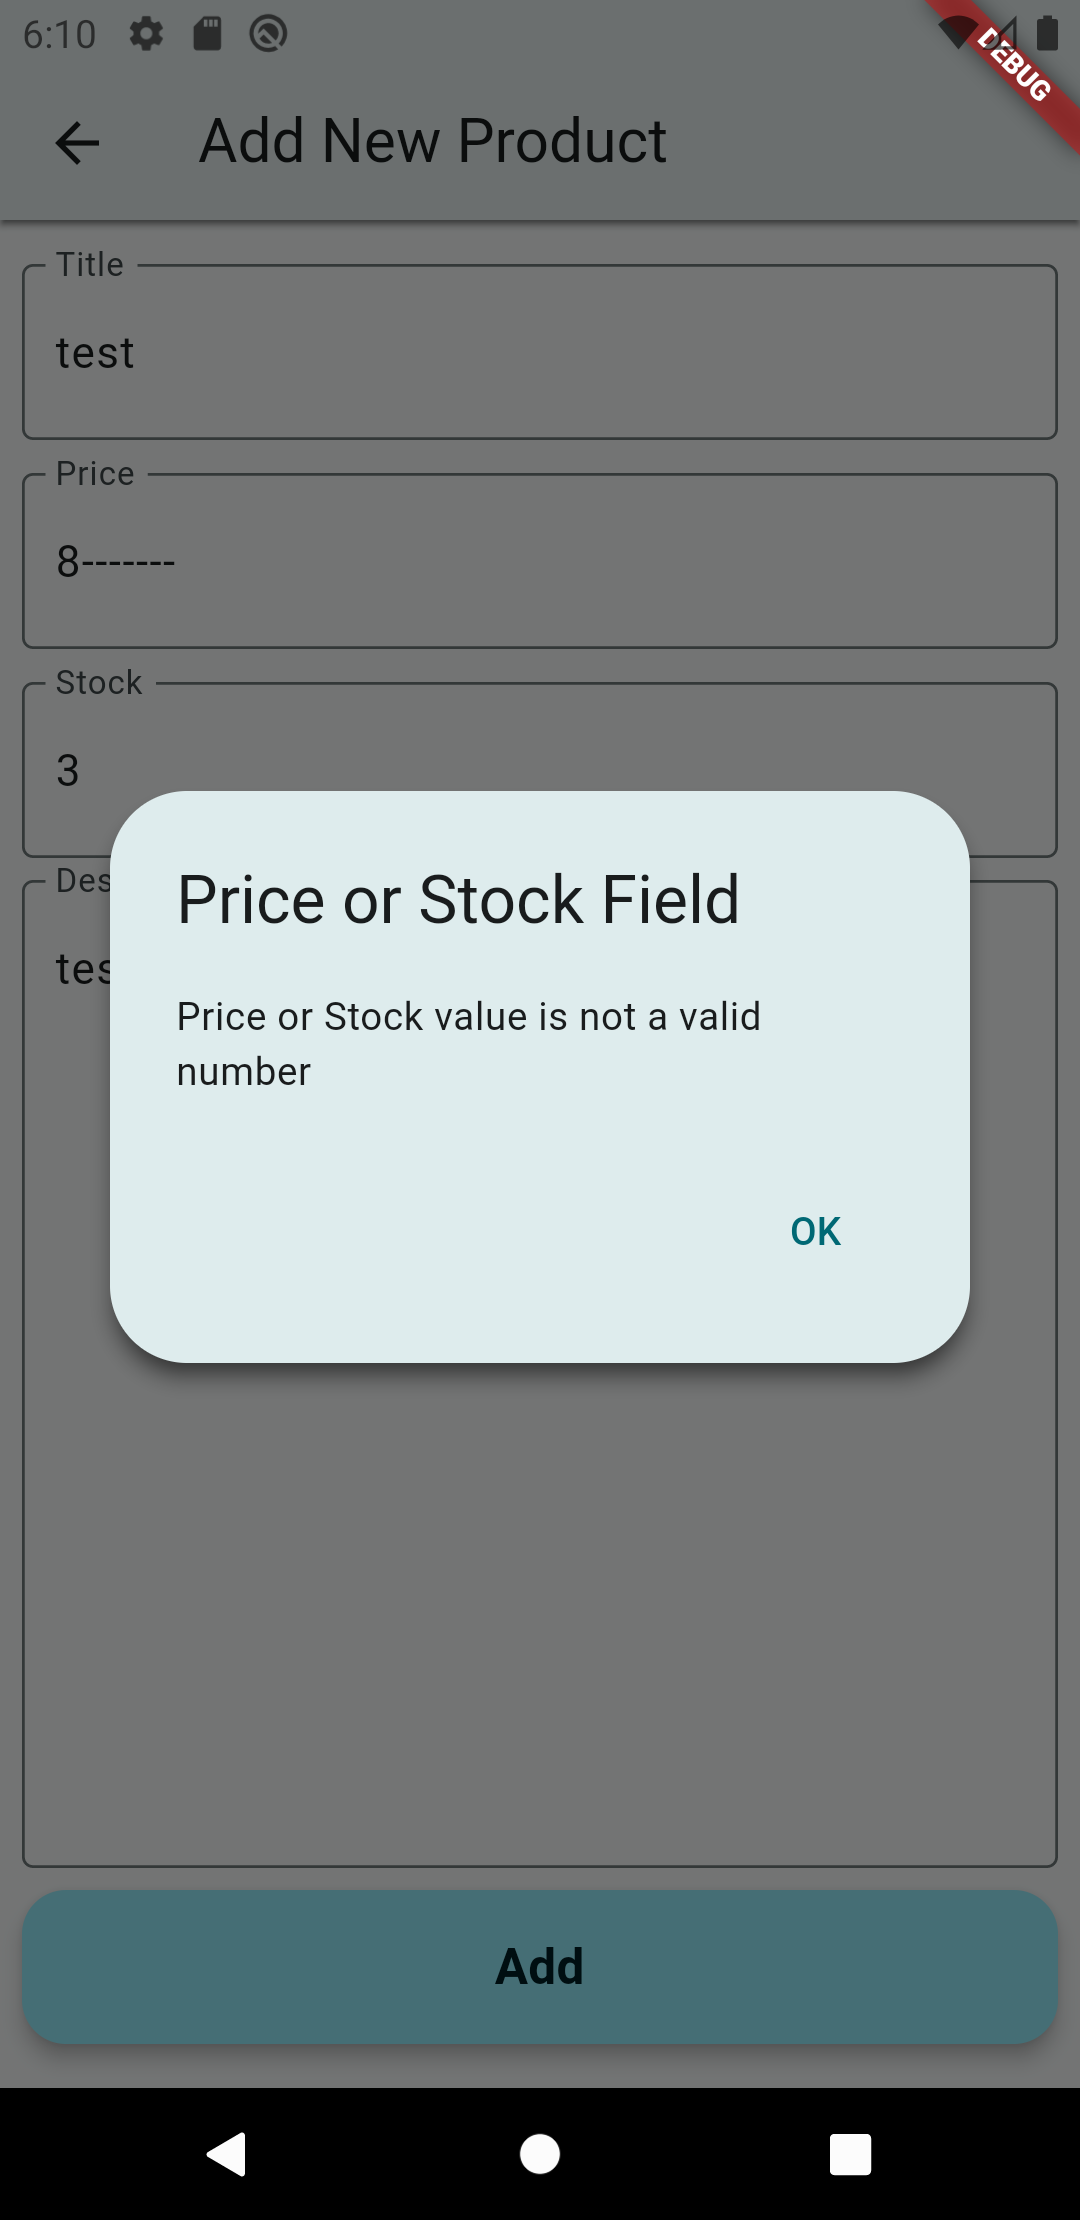 6:10
DEBUG
Add New Product
Title
test
Price
8-------
Stock
3
Des
tes
Price or Stock Field
Price or Stock value is not a valid
number
OK
Add